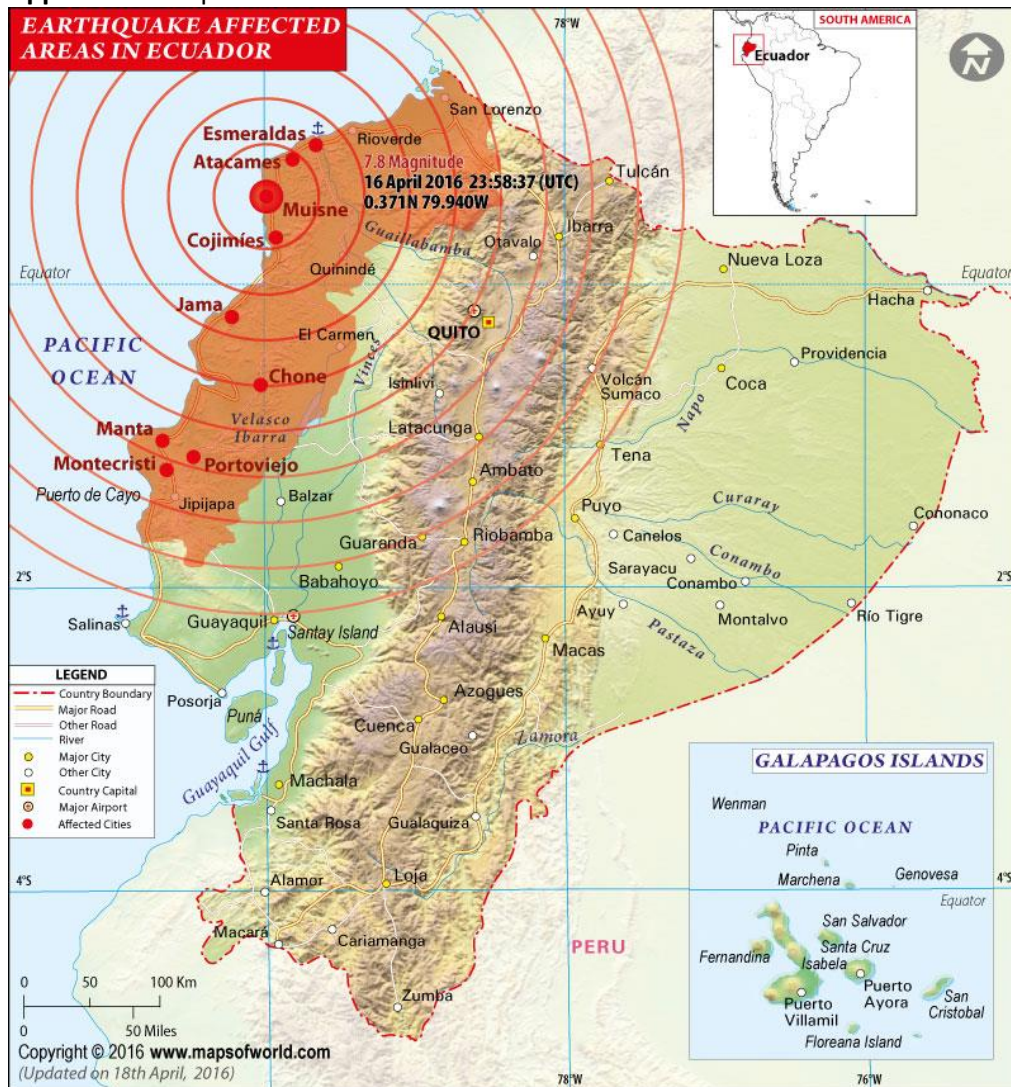 EARTHQUAKE AFFECTED
AREAS IN ECUADOR
78°W
SOUTH AMERICA
Ecuador
N
San Lorenzo
Esmeraldas
Rioverde
Atacames
7.8 Magnitude
16 April 2016 23:58:37 (UTC)
0.371N 79.940W
Muisne
Tulcán
Cojimíes
Guaillabamba
Ibarra
Otavalo
Quinindé
Nueva Loza
Equator
Equator
Hacha
Jama
El Carmen
QUITO
PACIFIC
OCEAN
Vinces
Providencia
Chone
Isinlivi
Volcán
Sumaco
Coca
Napo
Velasco
Ibarra
Manta
Latacunga
Tena
Montecristi
Portoviejo
Ambato
Puerto de Cayo
Jipijapa
Balzar
Puyo
Curaray
Cononaco
Guaranda
Riobamba
Canelos
Conambo
Sarayacu
Conambo
Babahoyo
2°S
2°S
Ayuy
Montalvo
Río Tigre
Salinas
Guayaquil
Santay Island
Alausi
Pastaza
Macas
LEGEND
Country Boundary
Major Road
Other Road
River
Major City
Other City
Country Capital
Major Airport
Affected Cities
Posorja
Puná
Azogues
Cuenca
Gualaceo
Zamora
Guayaquil Gulf
Machala
Santa Rosa
Gualaquiza
GALAPAGOS ISLANDS
Wenman
PACIFIC OCEAN
Pinta
Marchena
Genovesa
4°S
4°S
Equator
Loja
Alamor
San Salvador
Macará
Cariamanga
PERU
Fernandina
Santa Cruz
Isabela
Puerto
Ayora
Puerto
Villamil
San
Cristobal
Floreana Island
Zumba
0 50 100 Km
0 50 Miles
Copyright © 2016 www.mapsofworld.com
(Updated on 18th April, 2016)
78°W
76°W